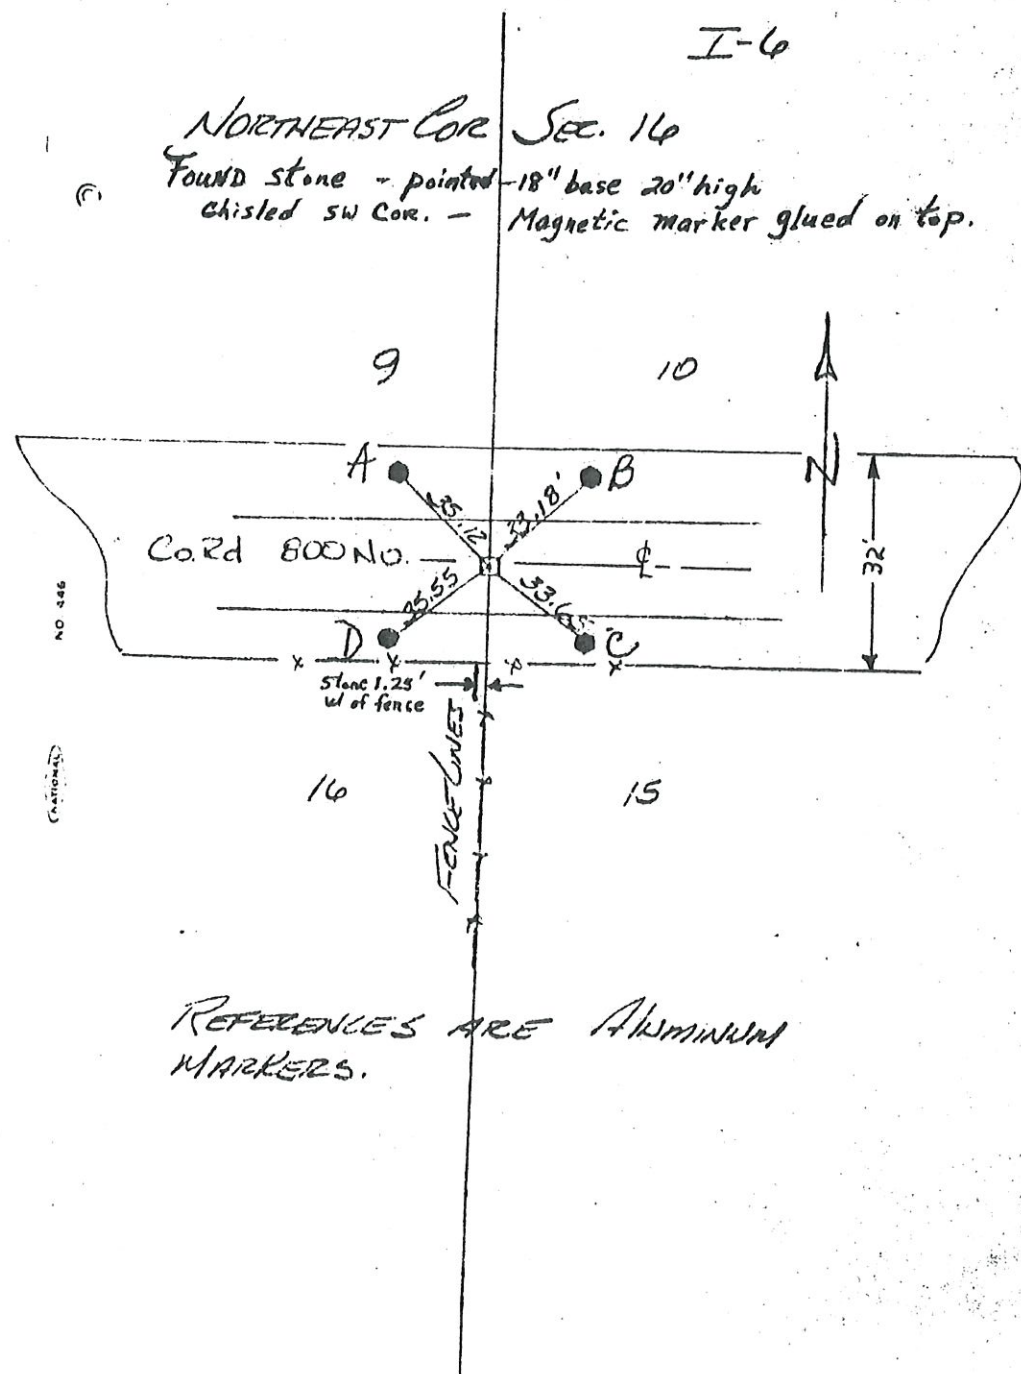 I-6
NORTHEAST COR SEC. 16
FOUND stone - pointed - 18" base 20" high
chisled SW COR. - Magnetic marker glued on top.
9
10
A
B
N
35.12
33.18'
Co.Rd 800 NO.
℄
32'
35.55
D
C
x x x x
Stone 1.25'
w of fence
FENCE LINES
16
15
NO 446
NATIONAL
REFERENCES ARE ALUMINUM
MARKERS.